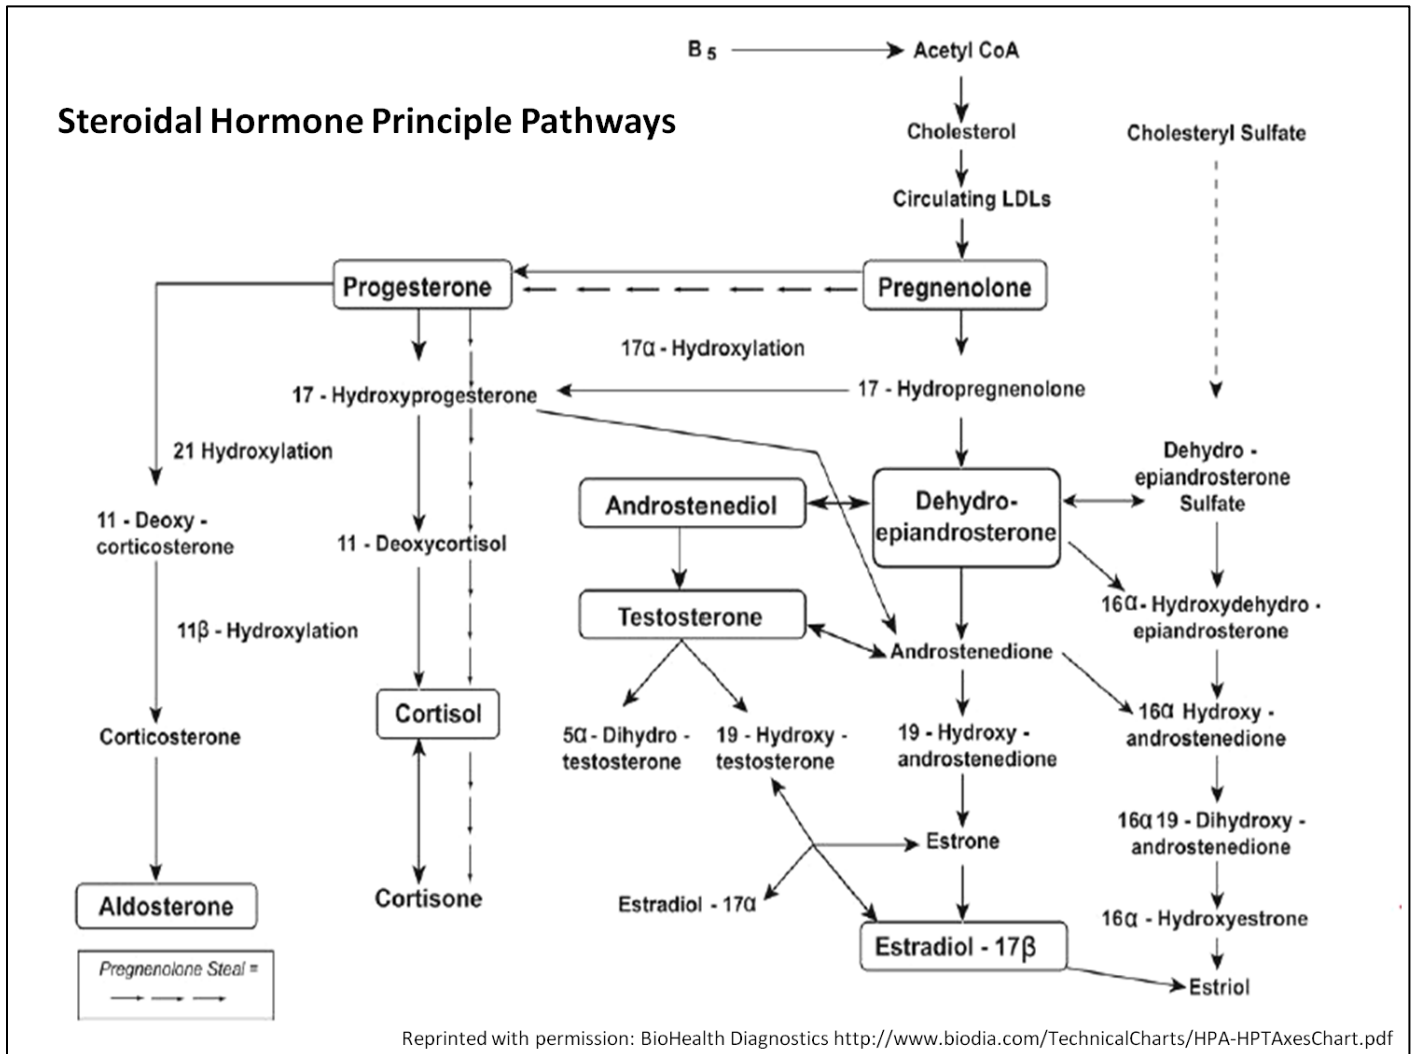 B 5
Acetyl CoA
Steroidal Hormone Principle Pathways
Cholesterol
Cholesteryl Sulfate
Circulating LDLs
Progesterone
Pregnenolone
17α - Hydroxylation
17 - Hydroxyprogesterone
17 - Hydropregnenolone
21 Hydroxylation
Dehydro -
epiandrosterone
Sulfate
Androstenediol
Dehydro-
epiandrosterone
11 - Deoxy -
corticosterone
11 - Deoxycortisol
Testosterone
16α - Hydroxydehydro -
epiandrosterone
11β - Hydroxylation
Androstenedione
Cortisol
16α Hydroxy -
androstenedione
Corticosterone
5α - Dihydro -
testosterone
19 - Hydroxy -
testosterone
19 - Hydroxy -
androstenedione
16α 19 - Dihydroxy -
androstenedione
Estrone
Cortisone
Estradiol - 17α
Aldosterone
16α - Hydroxyestrone
Estradiol - 17β
Pregnenolone Steal =
Estriol
Reprinted with permission: BioHealth Diagnostics http://www.biodia.com/TechnicalCharts/HPA-HPTAxesChart.pdf